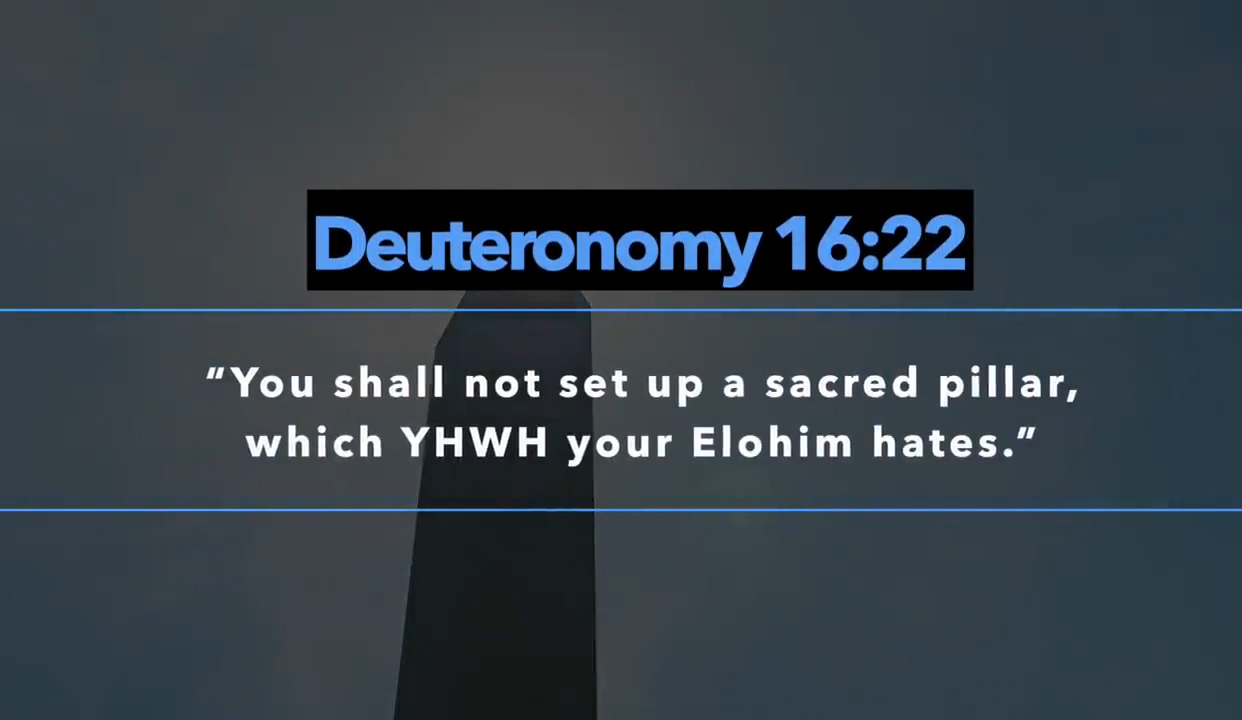 Deuteronomy 16:22
“You shall not set up a sacred pillar,
which YHWH your Elohim hates.”